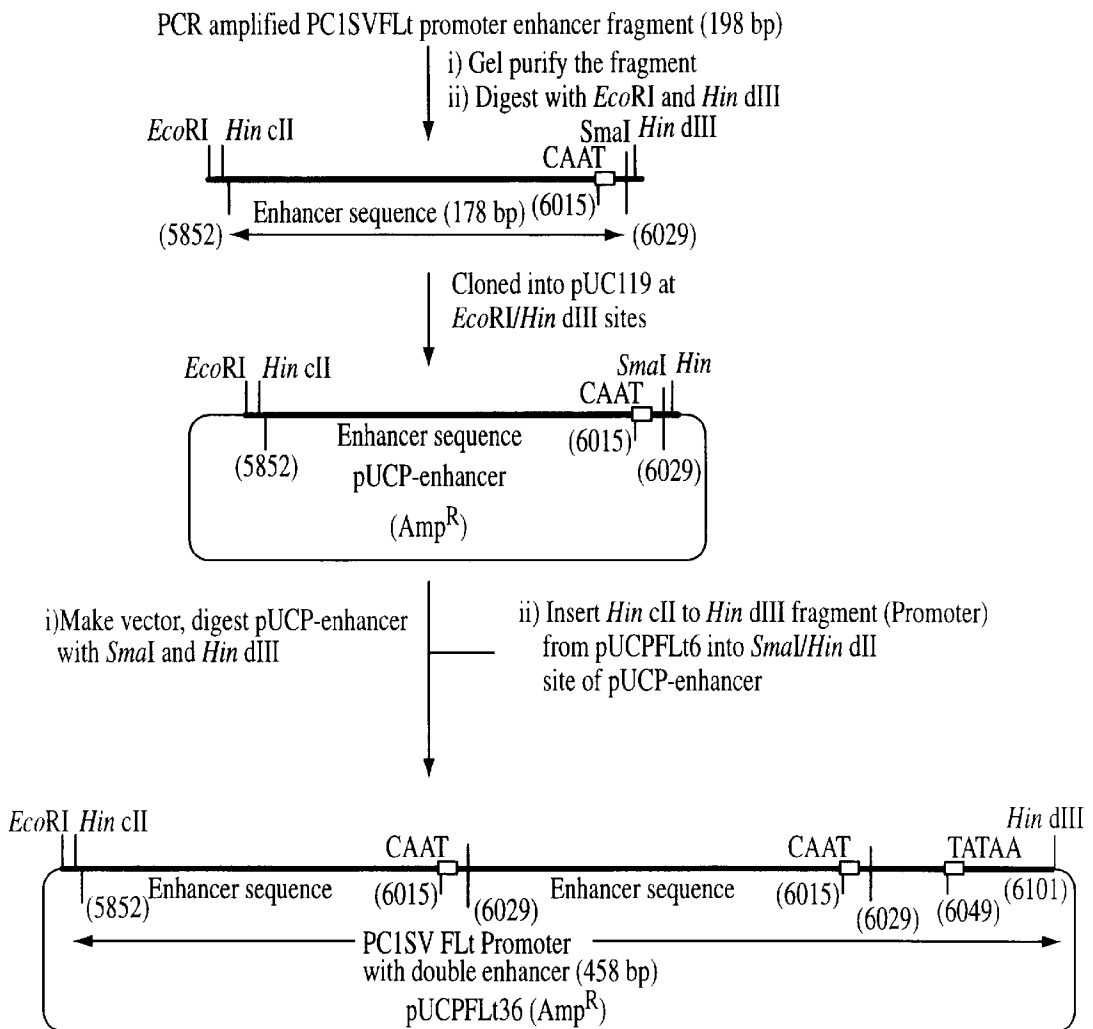 PCR amplified PC1SVFLt promoter enhancer fragment (198 bp)
i) Gel purify the fragment
ii) Digest with EcoRI and Hin dIII
EcoRI Hin cII
SmaI Hin dIII
CAAT
Enhancer sequence (178 bp)
(6015)
(5852)
(6029)
Cloned into pUC119 at
EcoRI/Hin dIII sites
EcoRI Hin cII
SmaI Hin
CAAT
Enhancer sequence
(6015)
(5852)
(6029)
pUCP-enhancer
(AmpR)
i)Make vector, digest pUCP-enhancer
with SmaI and Hin dIII
ii) Insert Hin cII to Hin dIII fragment (Promoter)
from pUCPFLt6 into SmaI/Hin dII
site of pUCP-enhancer
EcoRI Hin cII
Hin dIII
CAAT
CAAT
TATAA
Enhancer sequence
(6015)
Enhancer sequence
(6015)
(6101)
(5852)
(6029)
(6029)
(6049)
PC1SV FLt Promoter
with double enhancer (458 bp)
pUCPFLt36 (AmpR)